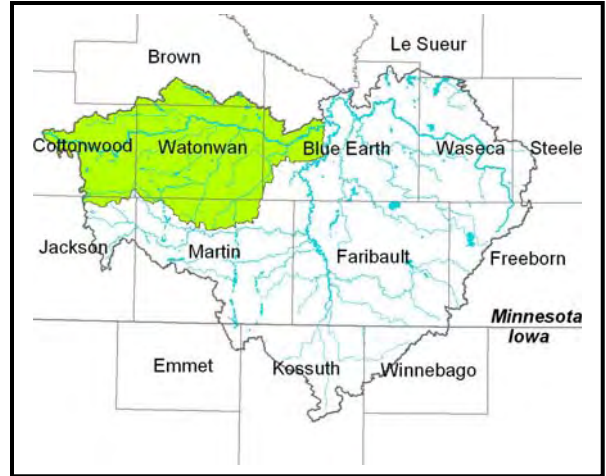 Le Sueur
Brown
Cottonwood
Watonwan
Blue Earth
Waseca
Steele
Jackson
Martin
Faribault
Freeborn
Minnesota
Iowa
Emmet
Kossuth
Winnebago